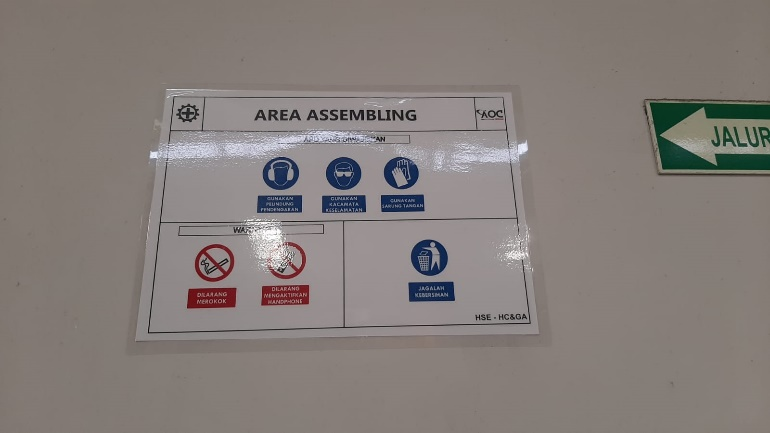 AREA ASSEMBLING
AOC
GUNAKAN
PELINDUNG
PENDENGARAN
GUNAKAN
KACAMATA
KESELAMATAN
GUNAKAN
SARUNG TANGAN
DILARANG
MEROKOK
DILARANG
MENGAKTIFKAN
HANDPHONE
JAGALAH
KEBERSIHAN
HSE - HC&GA
JALUR